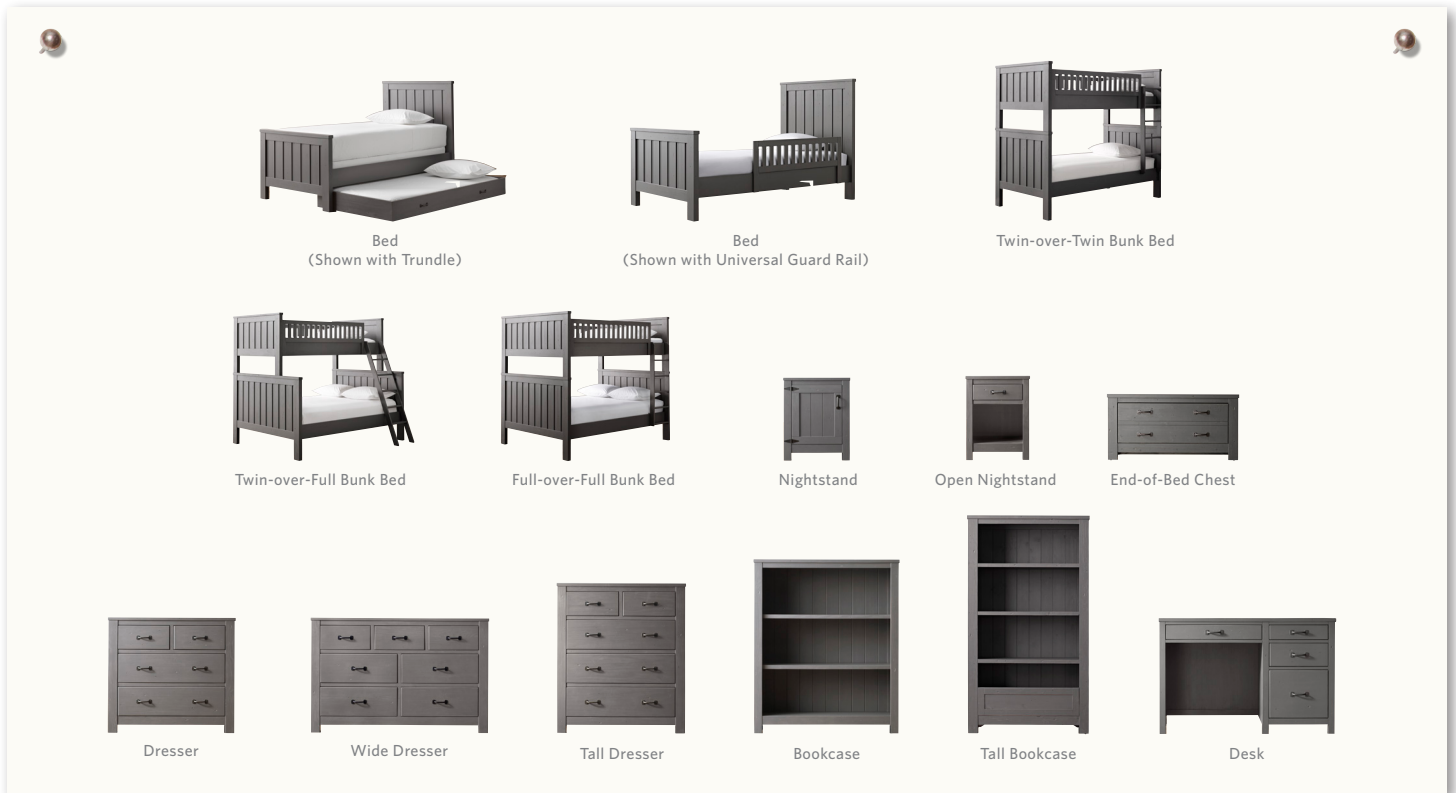 Bed
(Shown with Trundle)
Bed
(Shown with Universal Guard Rail)
Twin-over-Twin Bunk Bed
Twin-over-Full Bunk Bed
Full-over-Full Bunk Bed
Nightstand
Open Nightstand
End-of-Bed Chest
Dresser
Wide Dresser
Tall Dresser
Bookcase
Tall Bookcase
Desk